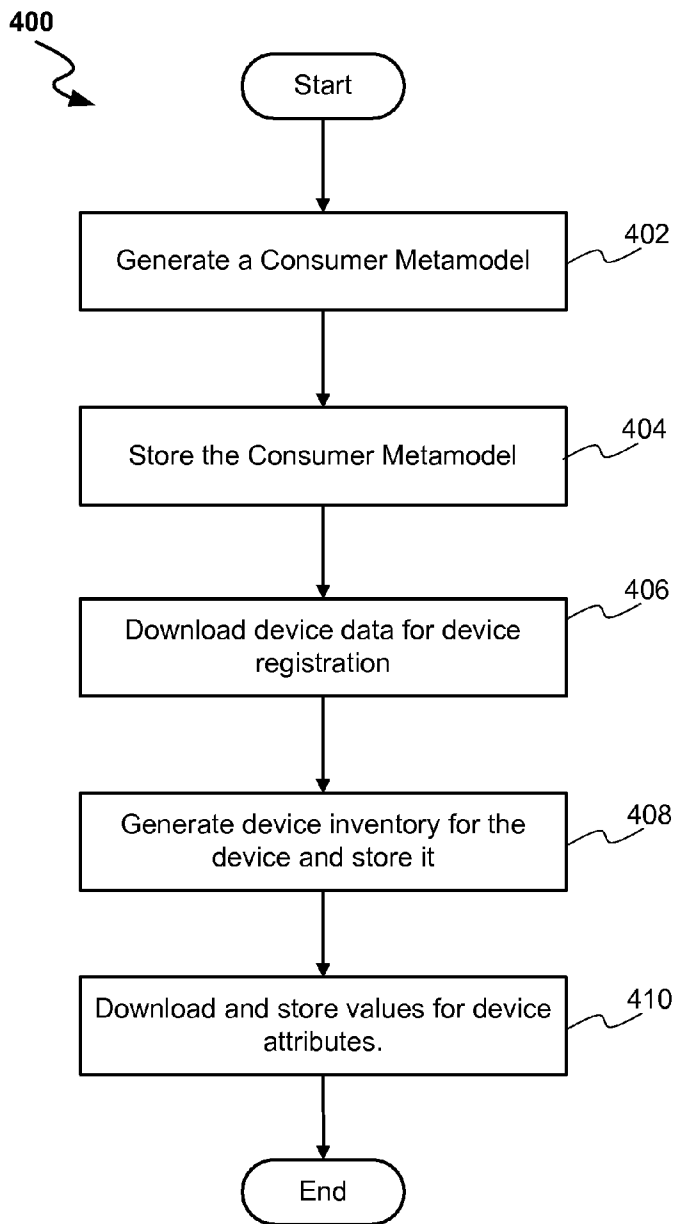 400
Start
Generate a Consumer Metamodel
402
Store the Consumer Metamodel
404
Download device data for device
registration
406
Generate device inventory for the
device and store it
408
Download and store values for device
attributes.
410
End